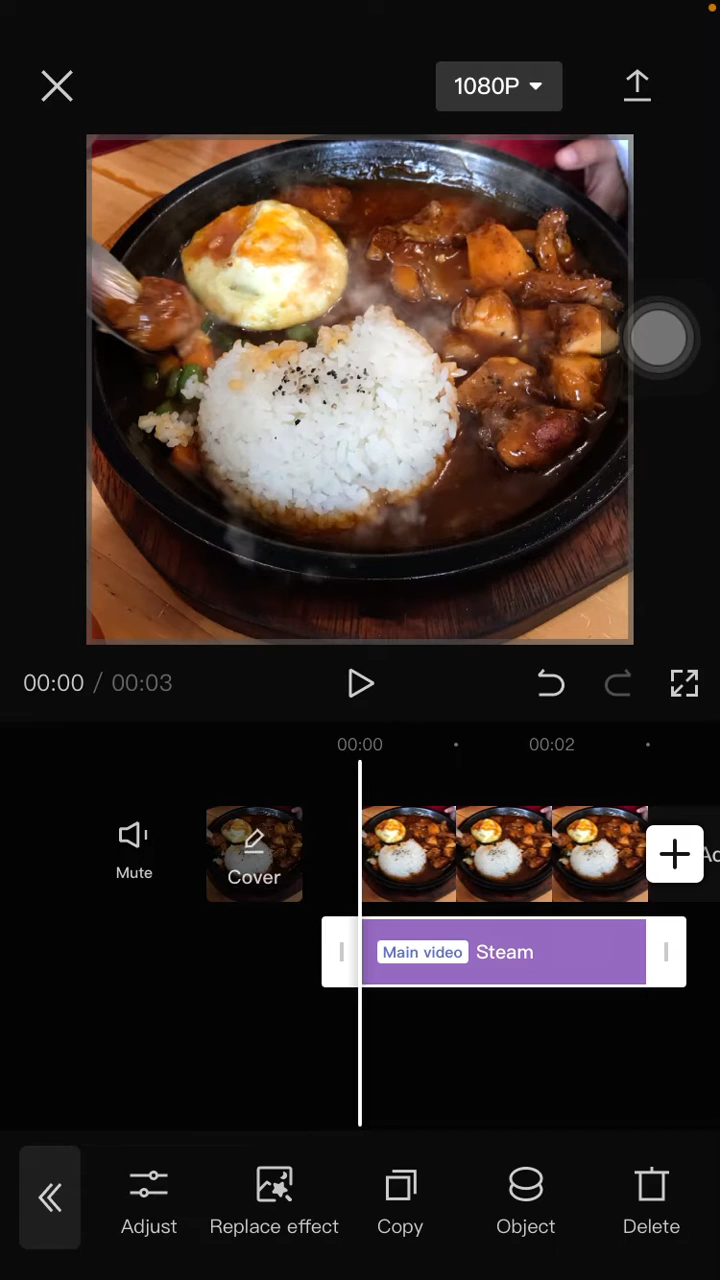 1080P
00:00 / 00:03
00:00 00:02
Mute
Cover
Ad
Main video Steam
Adjust Replace effect Copy Object Delete